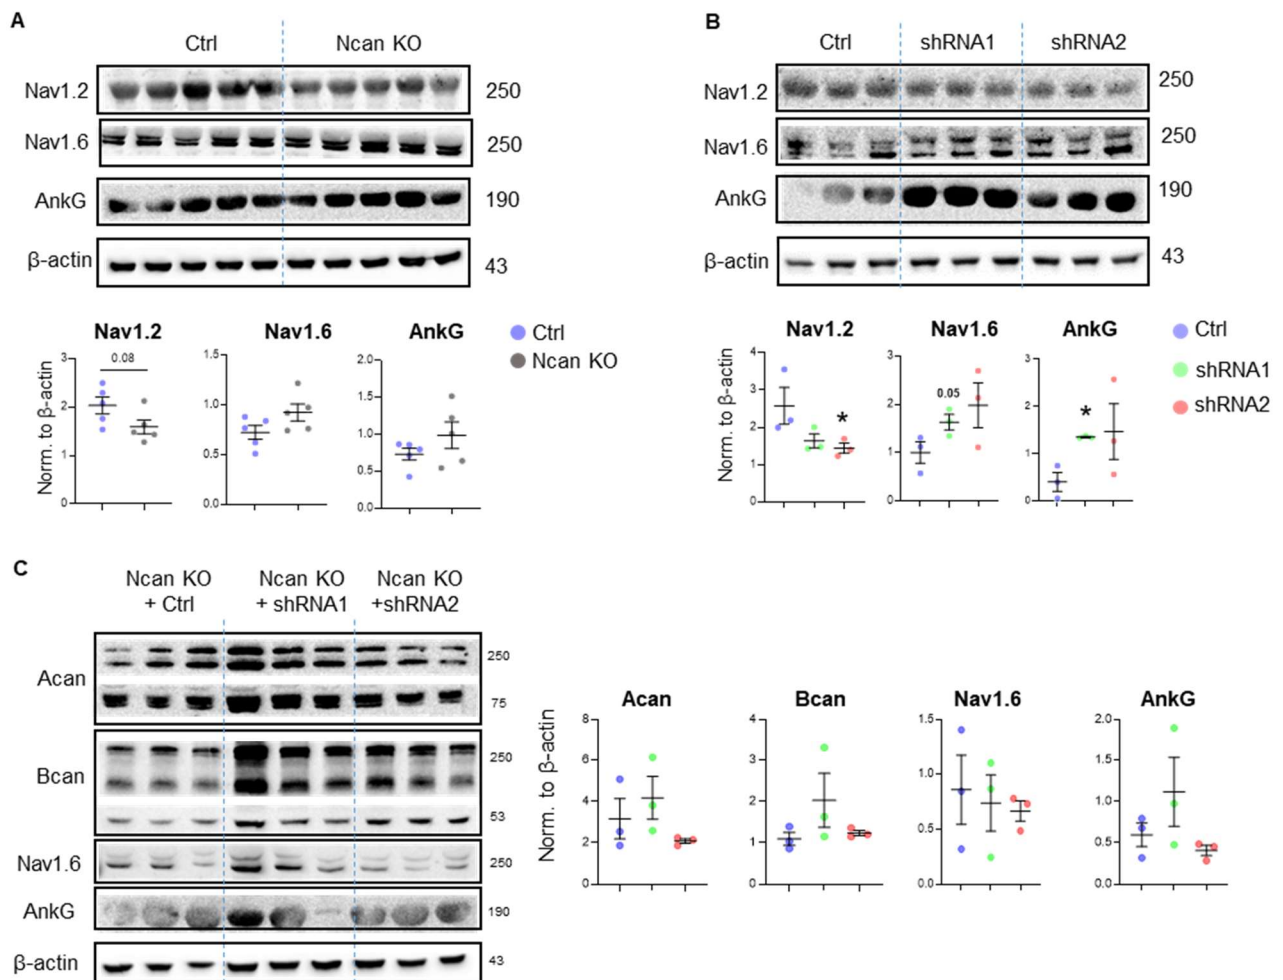 A
Ctrl
Ncan KO
Nav1.2
250
Nav1.6
250
AnkG
190
β-actin
43
Nav1.2
Nav1.6
AnkG
Norm. to β-actin
3
2
1
0
0.08
1.5
1.0
0.5
0.0
2.0
1.5
1.0
0.5
0.0
Ctrl
Ncan KO
B
Ctrl
shRNA1
shRNA2
Nav1.2
250
Nav1.6
250
AnkG
190
β-actin
43
Nav1.2
Nav1.6
AnkG
Norm. to β-actin
4
3
2
1
0
*
3
2
1
0
0.05
3
2
1
0
*
Ctrl
shRNA1
shRNA2
C
Ncan KO
+ Ctrl
Ncan KO
+ shRNA1
Ncan KO
+shRNA2
Acan
250
75
Bcan
250
53
Nav1.6
250
AnkG
190
β-actin
43
Acan
Bcan
Nav1.6
AnkG
Norm. to β-actin
8
6
4
2
0
4
3
2
1
0
1.5
1.0
0.5
0.0
2.0
1.5
1.0
0.5
0.0